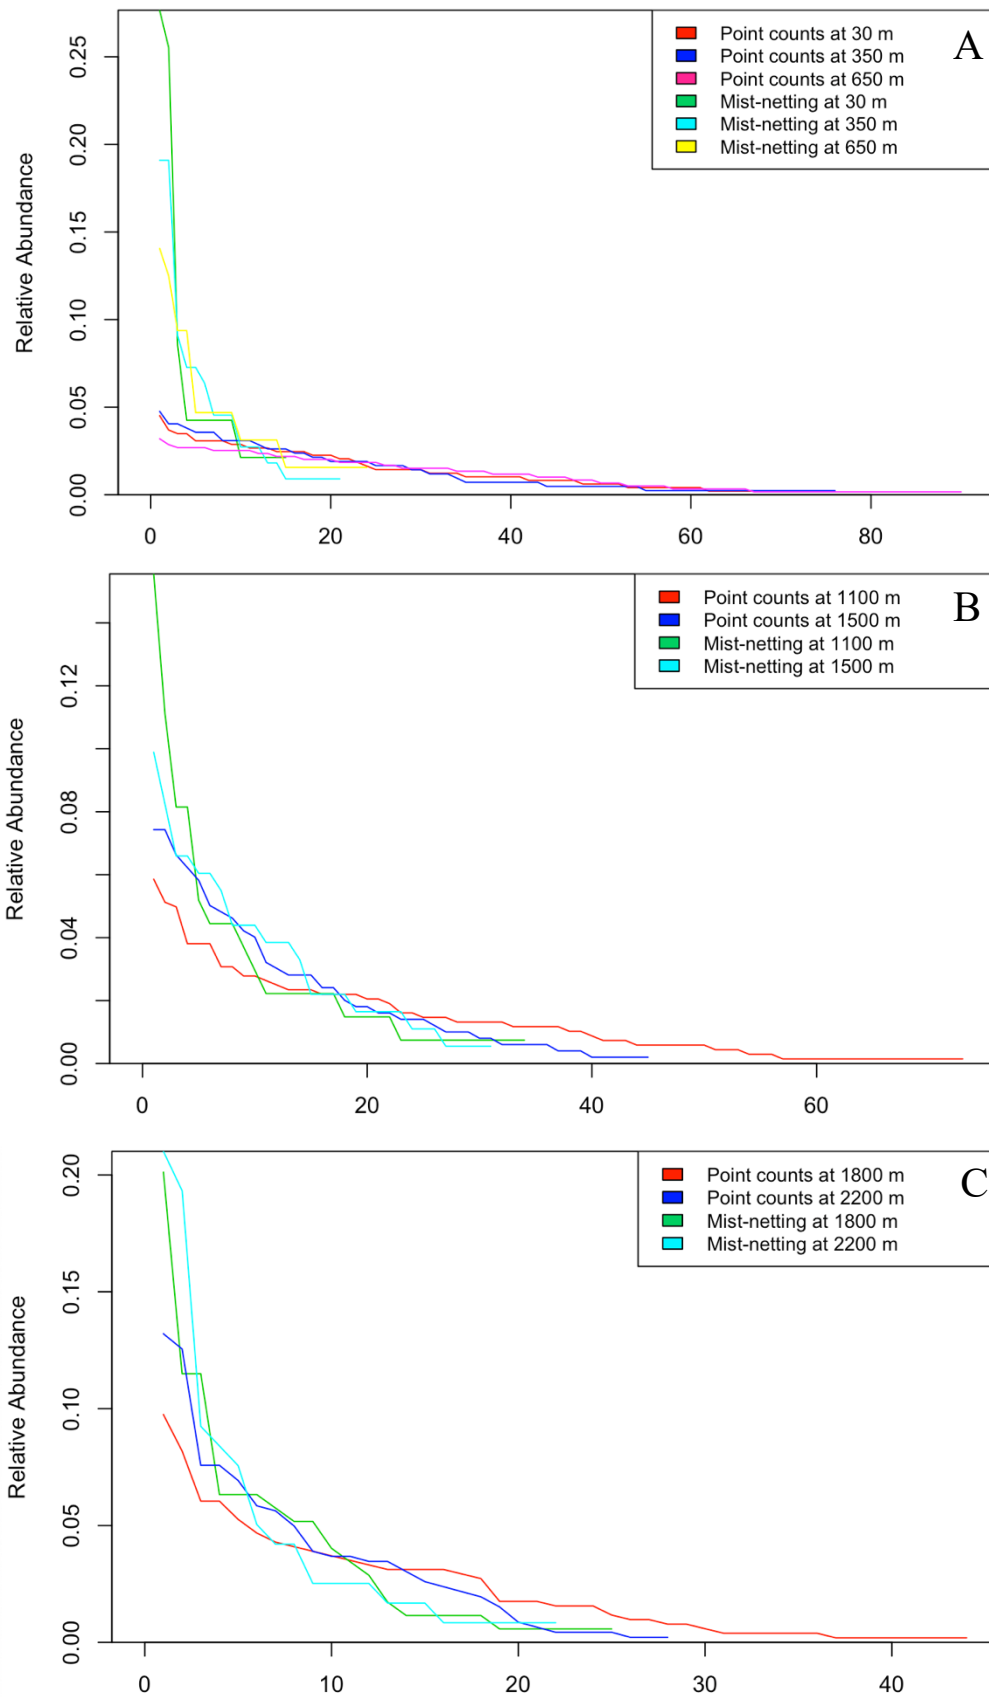 A
Point counts at 30 m
Point counts at 350 m
Point counts at 650 m
Mist-netting at 30 m
Mist-netting at 350 m
Mist-netting at 650 m
Relative Abundance
0.25
0.20
0.15
0.10
0.05
0.00
0 20 40 60 80
B
Point counts at 1100 m
Point counts at 1500 m
Mist-netting at 1100 m
Mist-netting at 1500 m
Relative Abundance
0.12
0.08
0.04
0.00
0 20 40 60
C
Point counts at 1800 m
Point counts at 2200 m
Mist-netting at 1800 m
Mist-netting at 2200 m
Relative Abundance
0.20
0.15
0.10
0.05
0.00
0 10 20 30 40